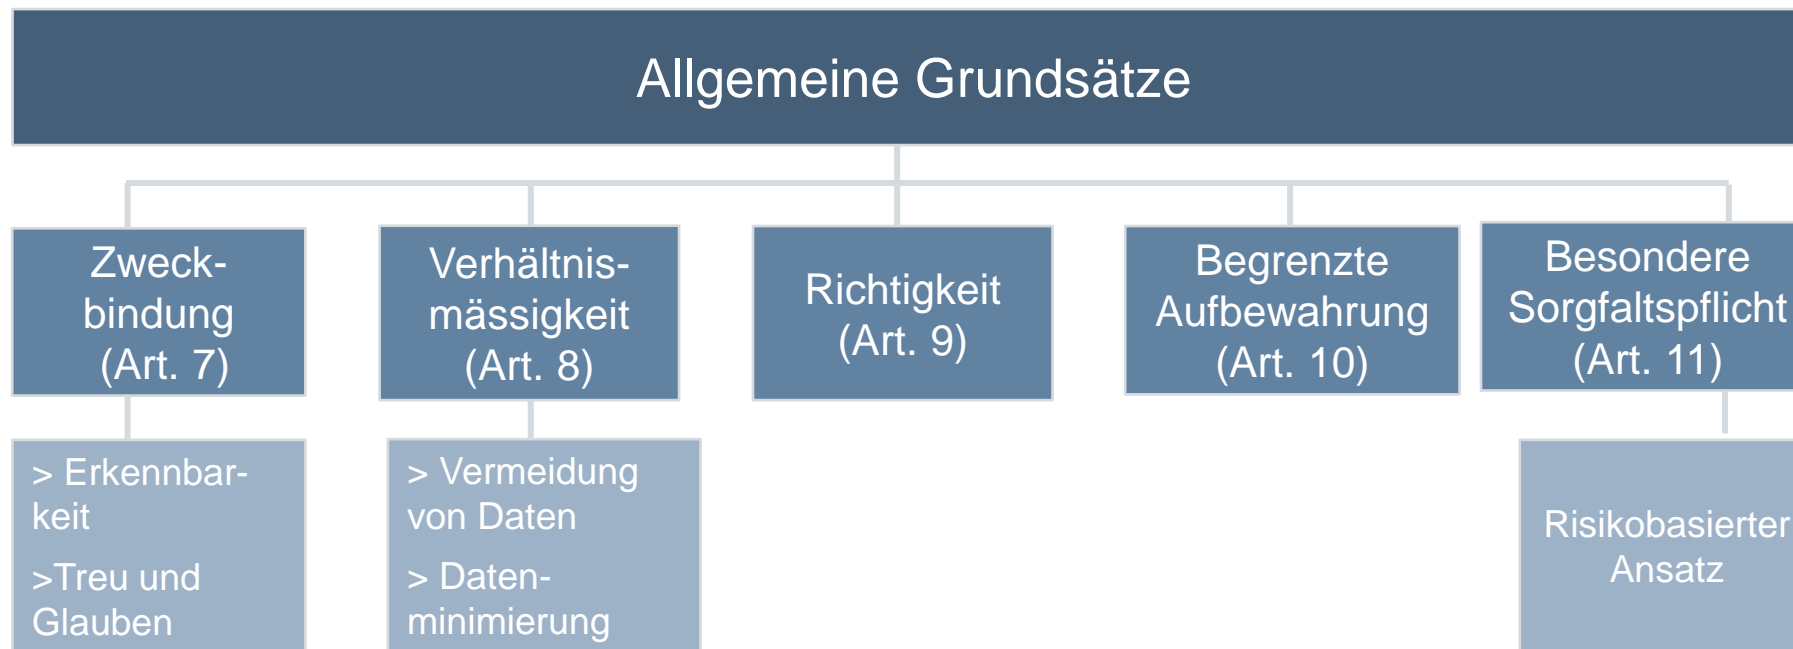 Allgemeine Grundsätze
Zweck-
bindung
(Art. 7)
Verhältnis-
mässigkeit
(Art. 8)
Richtigkeit
(Art. 9)
Begrenzte
Aufbewahrung
(Art. 10)
Besondere
Sorgfaltspflicht
(Art. 11)
> Erkennbar-
keit
>Treu und
Glauben
> Vermeidung
von Daten
> Daten-
minimierung
Risikobasierter
Ansatz